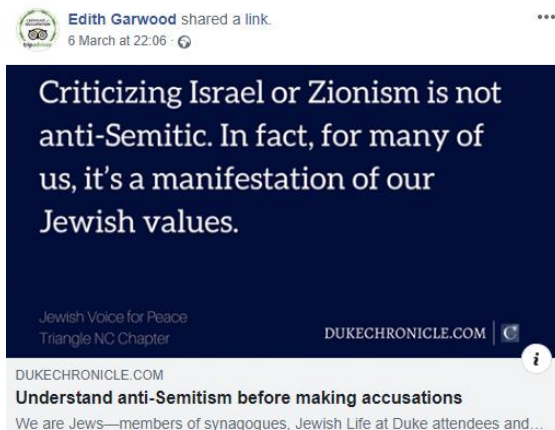 Edith Garwood shared a link.
6 March at 22:06 ·
Criticizing Israel or Zionism is not
anti-Semitic. In fact, for many of
us, it's a manifestation of our
Jewish values.
Jewish Voice for Peace
Triangle NC Chapter
DUKECHRONICLE.COM | C
i
DUKECHRONICLE.COM
Understand anti-Semitism before making accusations
We are Jews—members of synagogues, Jewish Life at Duke attendees and...